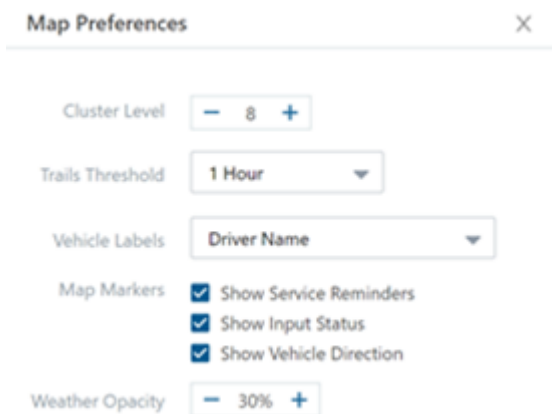 Map Preferences
Cluster Level − 8 +
Trails Threshold 1 Hour
Vehicle Labels Driver Name
Map Markers Show Service Reminders
Show Input Status
Show Vehicle Direction
Weather Opacity − 30% +